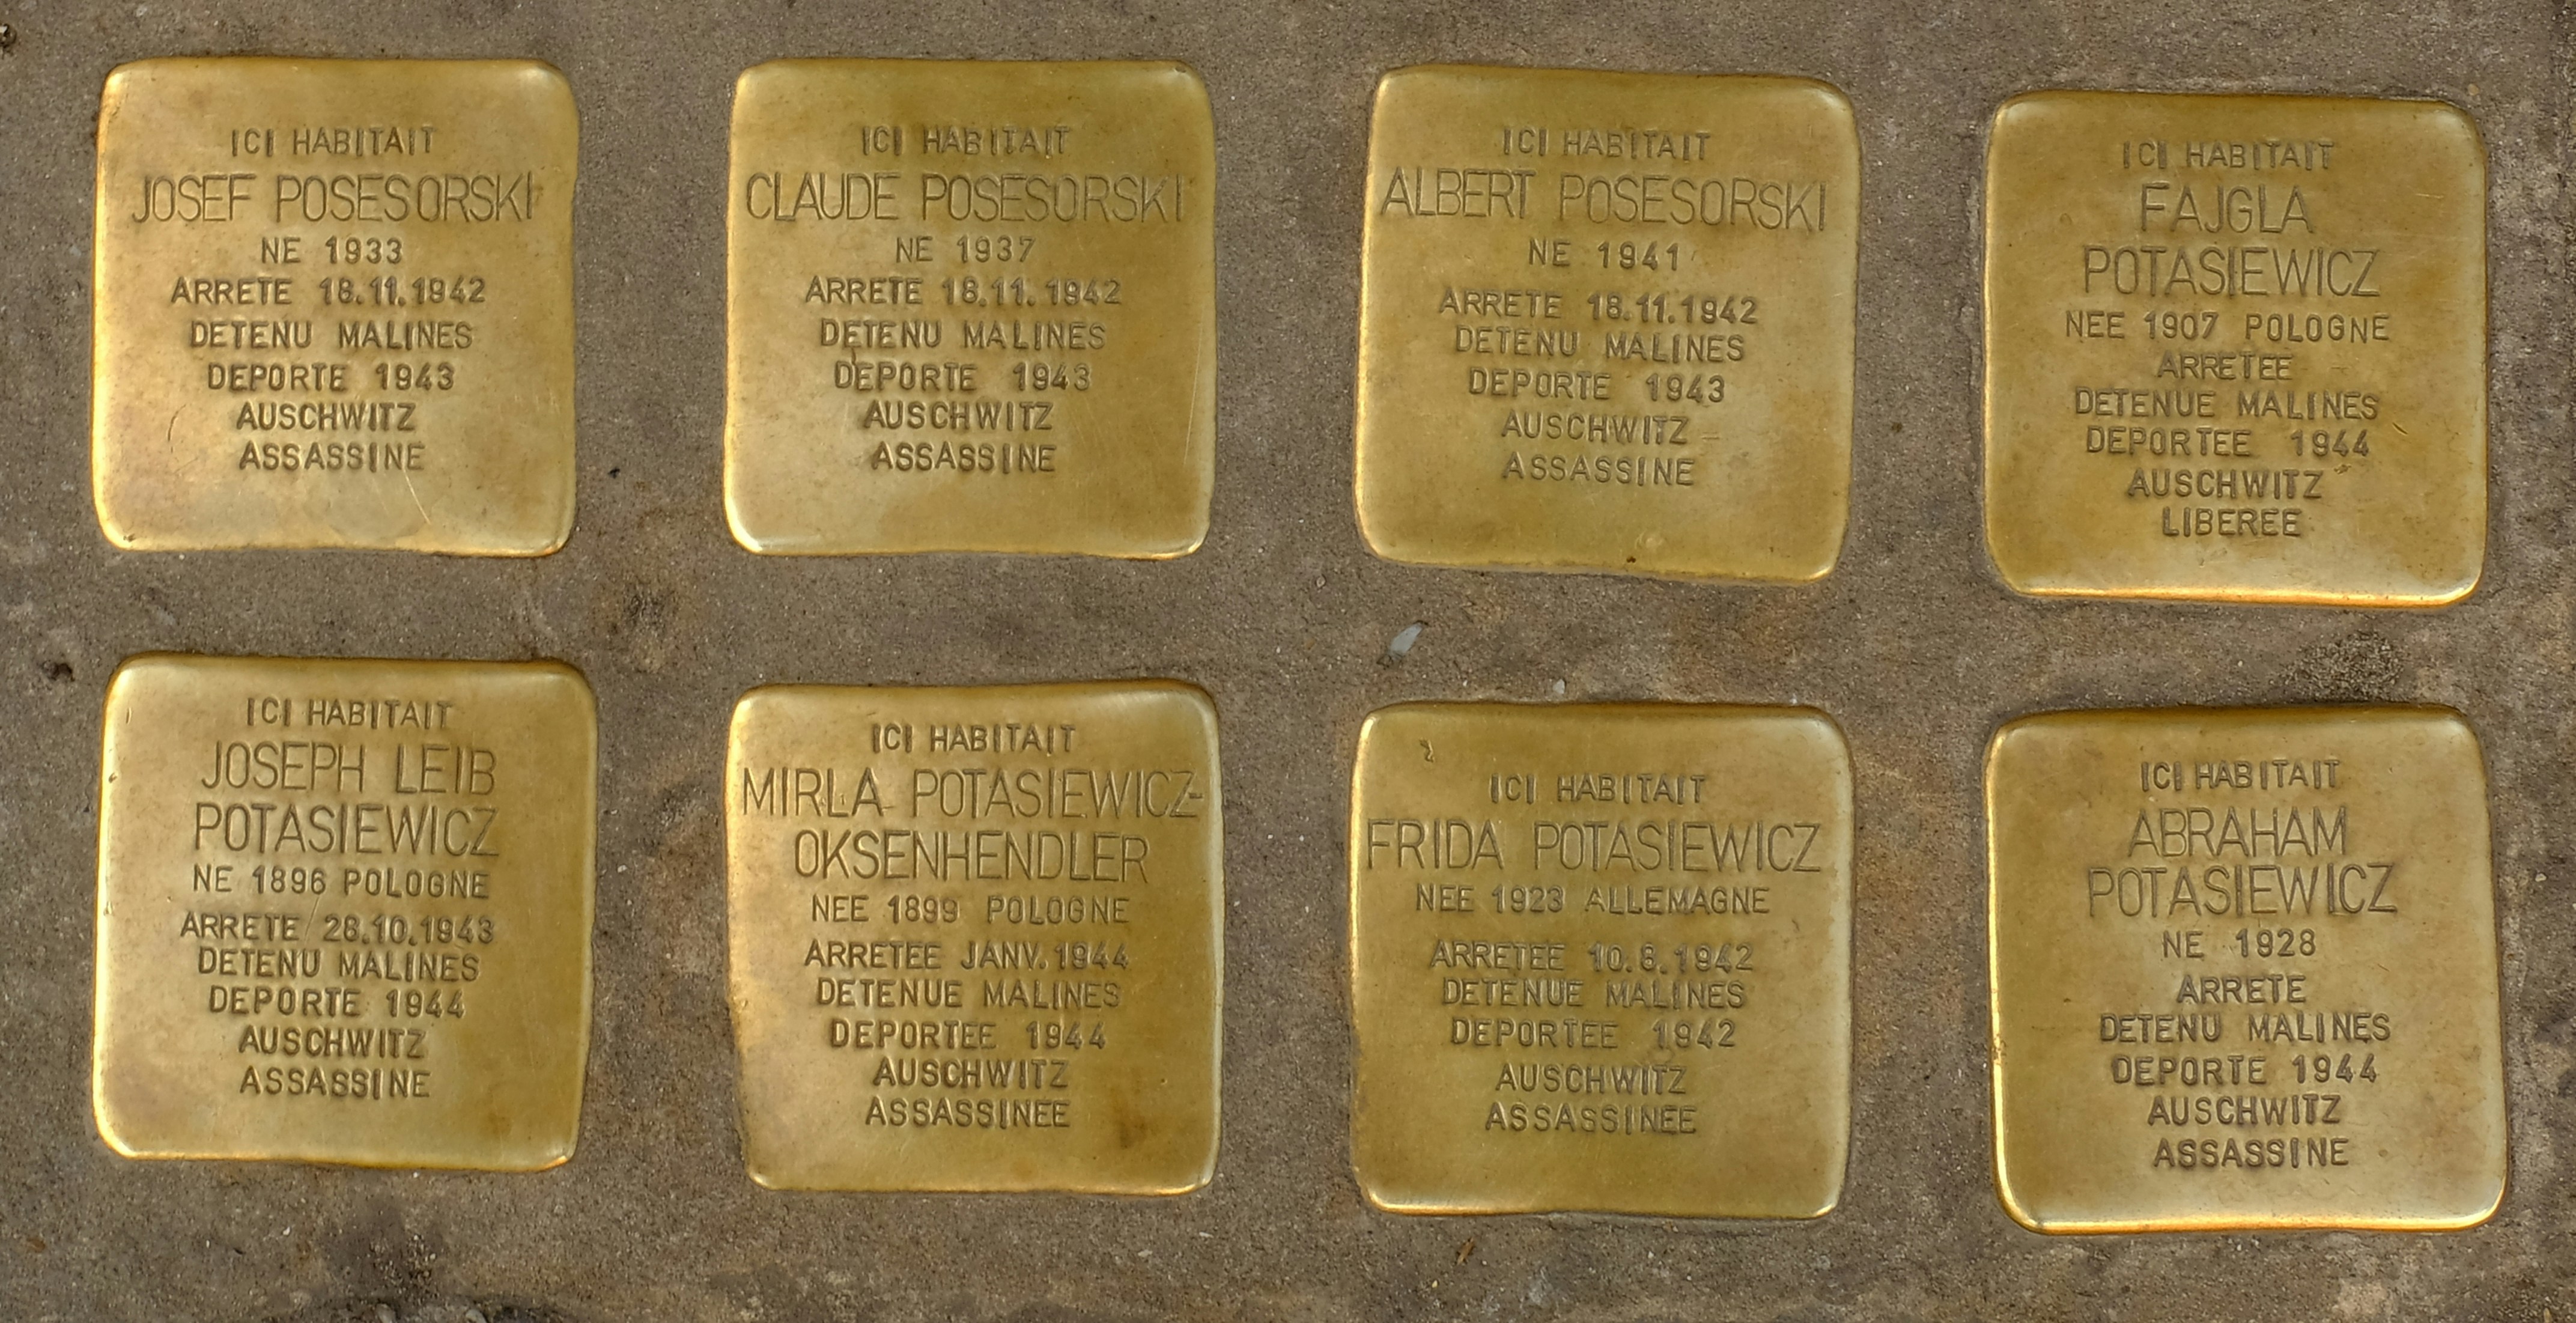 ICI HABITAIT
JOSEF POSESORSKI
NE 1933
ARRETE 18.11.1942
DETENU MALINES
DEPORTE 1943
AUSCHWITZ
ASSASSINE
ICI HABITAIT
CLAUDE POSESORSKI
NE 1937
ARRETE 18.11.1942
DETENU MALINES
DEPORTE 1943
AUSCHWITZ
ASSASSINE
ICI HABITAIT
ALBERT POSESORSKI
NE 1941
ARRETE 18.11.1942
DETENU MALINES
DEPORTE 1943
AUSCHWITZ
ASSASSINE
ICI HABITAIT
FAJGLA
POTASIEWICZ
NEE 1907 POLOGNE
ARRETEE
DETENUE MALINES
DEPORTEE 1944
AUSCHWITZ
LIBEREE
ICI HABITAIT
JOSEPH LEIB
POTASIEWICZ
NE 1896 POLOGNE
ARRETE 28.10.1943
DETENU MALINES
DEPORTE 1944
AUSCHWITZ
ASSASSINE
ICI HABITAIT
MIRLA POTASIEWICZ-
OKSENHENDLER
NEE 1899 POLOGNE
ARRETEE JANV. 1944
DETENUE MALINES
DEPORTEE 1944
AUSCHWITZ
ASSASSINEE
ICI HABITAIT
FRIDA POTASIEWICZ
NEE 1923 ALLEMAGNE
ARRETEE 10.8.1942
DETENUE MALINES
DEPORTEE 1942
AUSCHWITZ
ASSASSINEE
ICI HABITAIT
ABRAHAM
POTASIEWICZ
NE 1928
ARRETE
DETENU MALINES
DEPORTE 1944
AUSCHWITZ
ASSASSINE